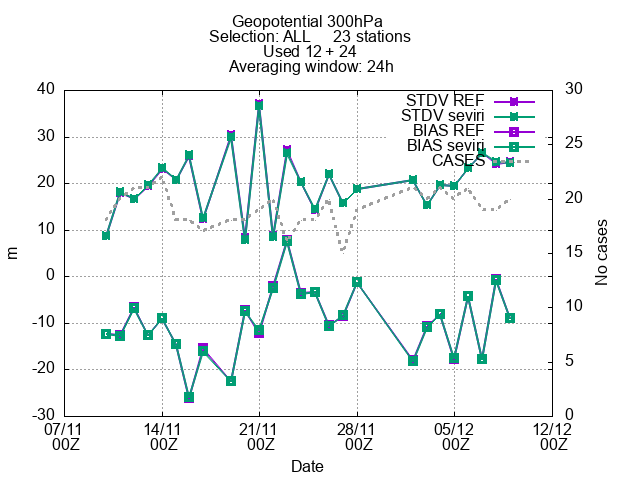 Geopotential 300hPa
Selection: ALL 23 stations
Used 12 + 24
Averaging window: 24h
40
30
20
10
0
-10
-20
-30
m
30
25
20
15
10
5
0
No cases
STDV REF
STDV seviri
BIAS REF
BIAS seviri
CASES
07/11 14/11 21/11 28/11 05/12 12/12
00Z 00Z 00Z 00Z 00Z 00Z
Date